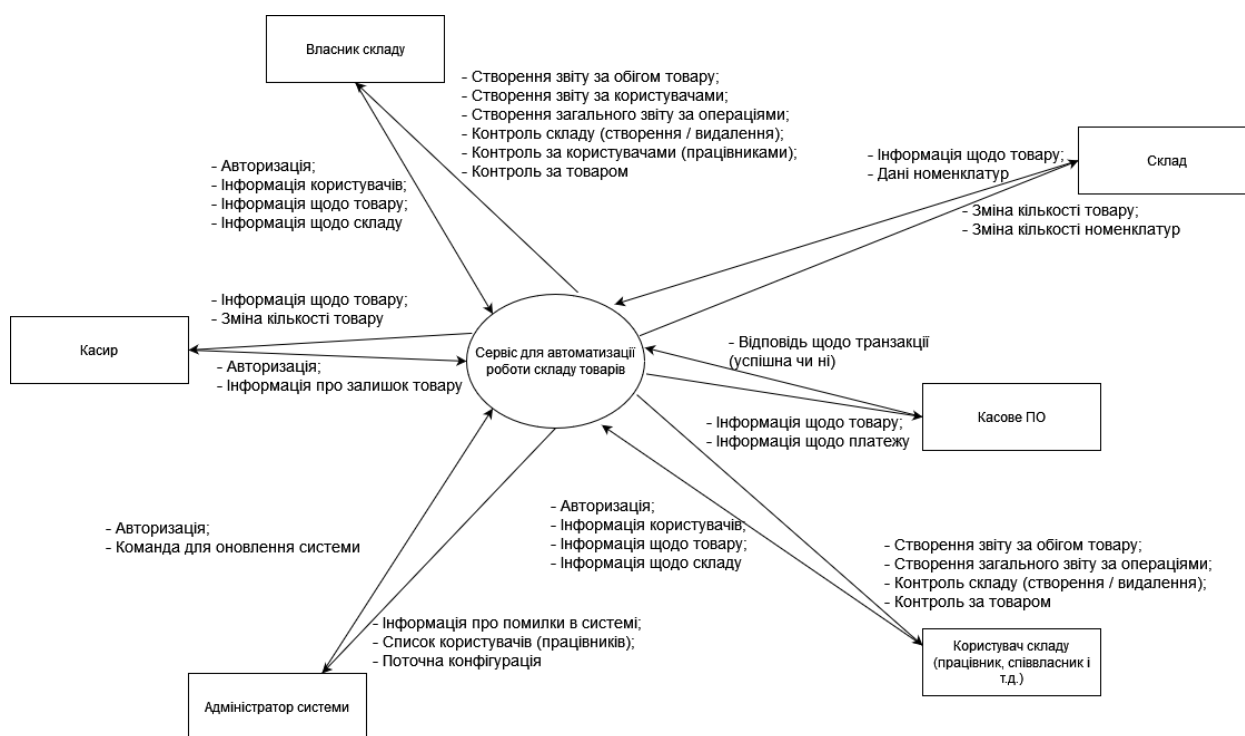 Власник складу
- Створення звіту за обігом товару;
- Створення звіту за користувачами;
- Створення загального звіту за операціями;
- Контроль складу (створення / видалення);
- Контроль за користувачами (працівниками);
- Контроль за товаром
- Авторизація;
- Інформація користувачів;
- Інформація щодо товару;
- Інформація щодо складу
- Інформація щодо товару;
- Дані номенклатур
Склад
- Зміна кількості товару;
- Зміна кількості номенклатур
- Інформація щодо товару;
- Зміна кількості товару
Касир
- Авторизація;
- Інформація про залишок товару
Сервіс для автоматизації
роботи складу товарів
- Відповідь щодо транзакції
(успішна чи ні)
Касове ПО
- Інформація щодо товару;
- Інформація щодо платежу
- Авторизація;
- Команда для оновлення системи
- Авторизація;
- Інформація користувачів;
- Інформація щодо товару;
- Інформація щодо складу
- Створення звіту за обігом товару;
- Створення загального звіту за операціями;
- Контроль складу (створення / видалення);
- Контроль за товаром
- Інформація про помилки в системі;
- Список користувачів (працівників);
- Поточна конфігурація
Адміністратор системи
Користувач складу
(працівник, співвласник і
т.д.)